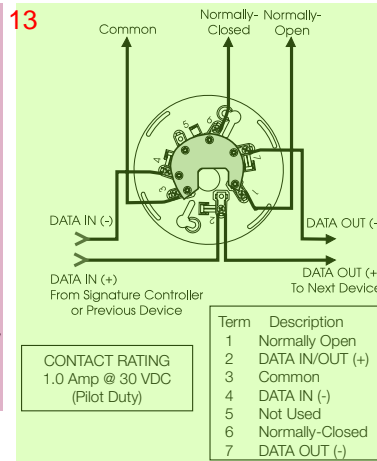 13
Common
Normally-
Closed
Normally-
Open
5
6
4
7
3
2
1
DATA IN (-)
DATA OUT (-
DATA IN (+)
From Signature Controller
or Previous Device
DATA OUT (+
To Next Device
CONTACT RATING
1.0 Amp @ 30 VDC
(Pilot Duty)
Term Description
1 Normally Open
2 DATA IN/OUT (+)
3 Common
4 DATA IN (-)
5 Not Used
6 Normally-Closed
7 DATA OUT (-)